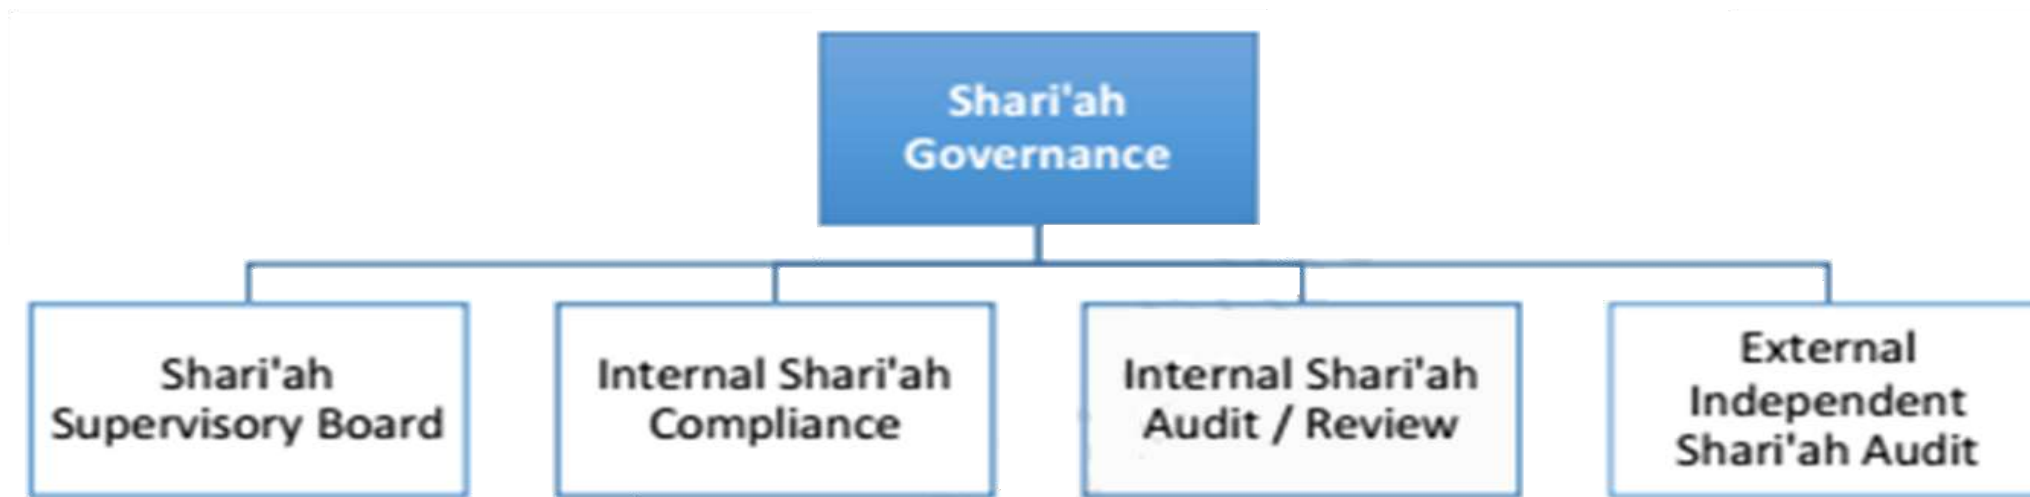 Shari'ah
Governance
Shari'ah
Supervisory Board
Internal Shari'ah
Compliance
Internal Shari'ah
Audit / Review
External
Independent
Shari'ah Audit